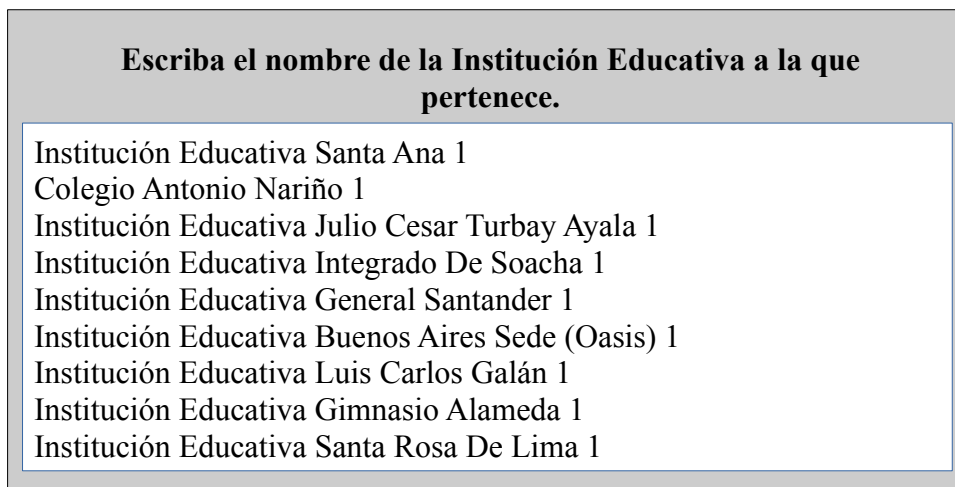 Escriba el nombre de la Institución Educativa a la que
pertenece.
Institución Educativa Santa Ana 1
Colegio Antonio Nariño 1
Institución Educativa Julio Cesar Turbay Ayala 1
Institución Educativa Integrado De Soacha 1
Institución Educativa General Santander 1
Institución Educativa Buenos Aires Sede (Oasis) 1
Institución Educativa Luis Carlos Galán 1
Institución Educativa Gimnasio Alameda 1
Institución Educativa Santa Rosa De Lima 1